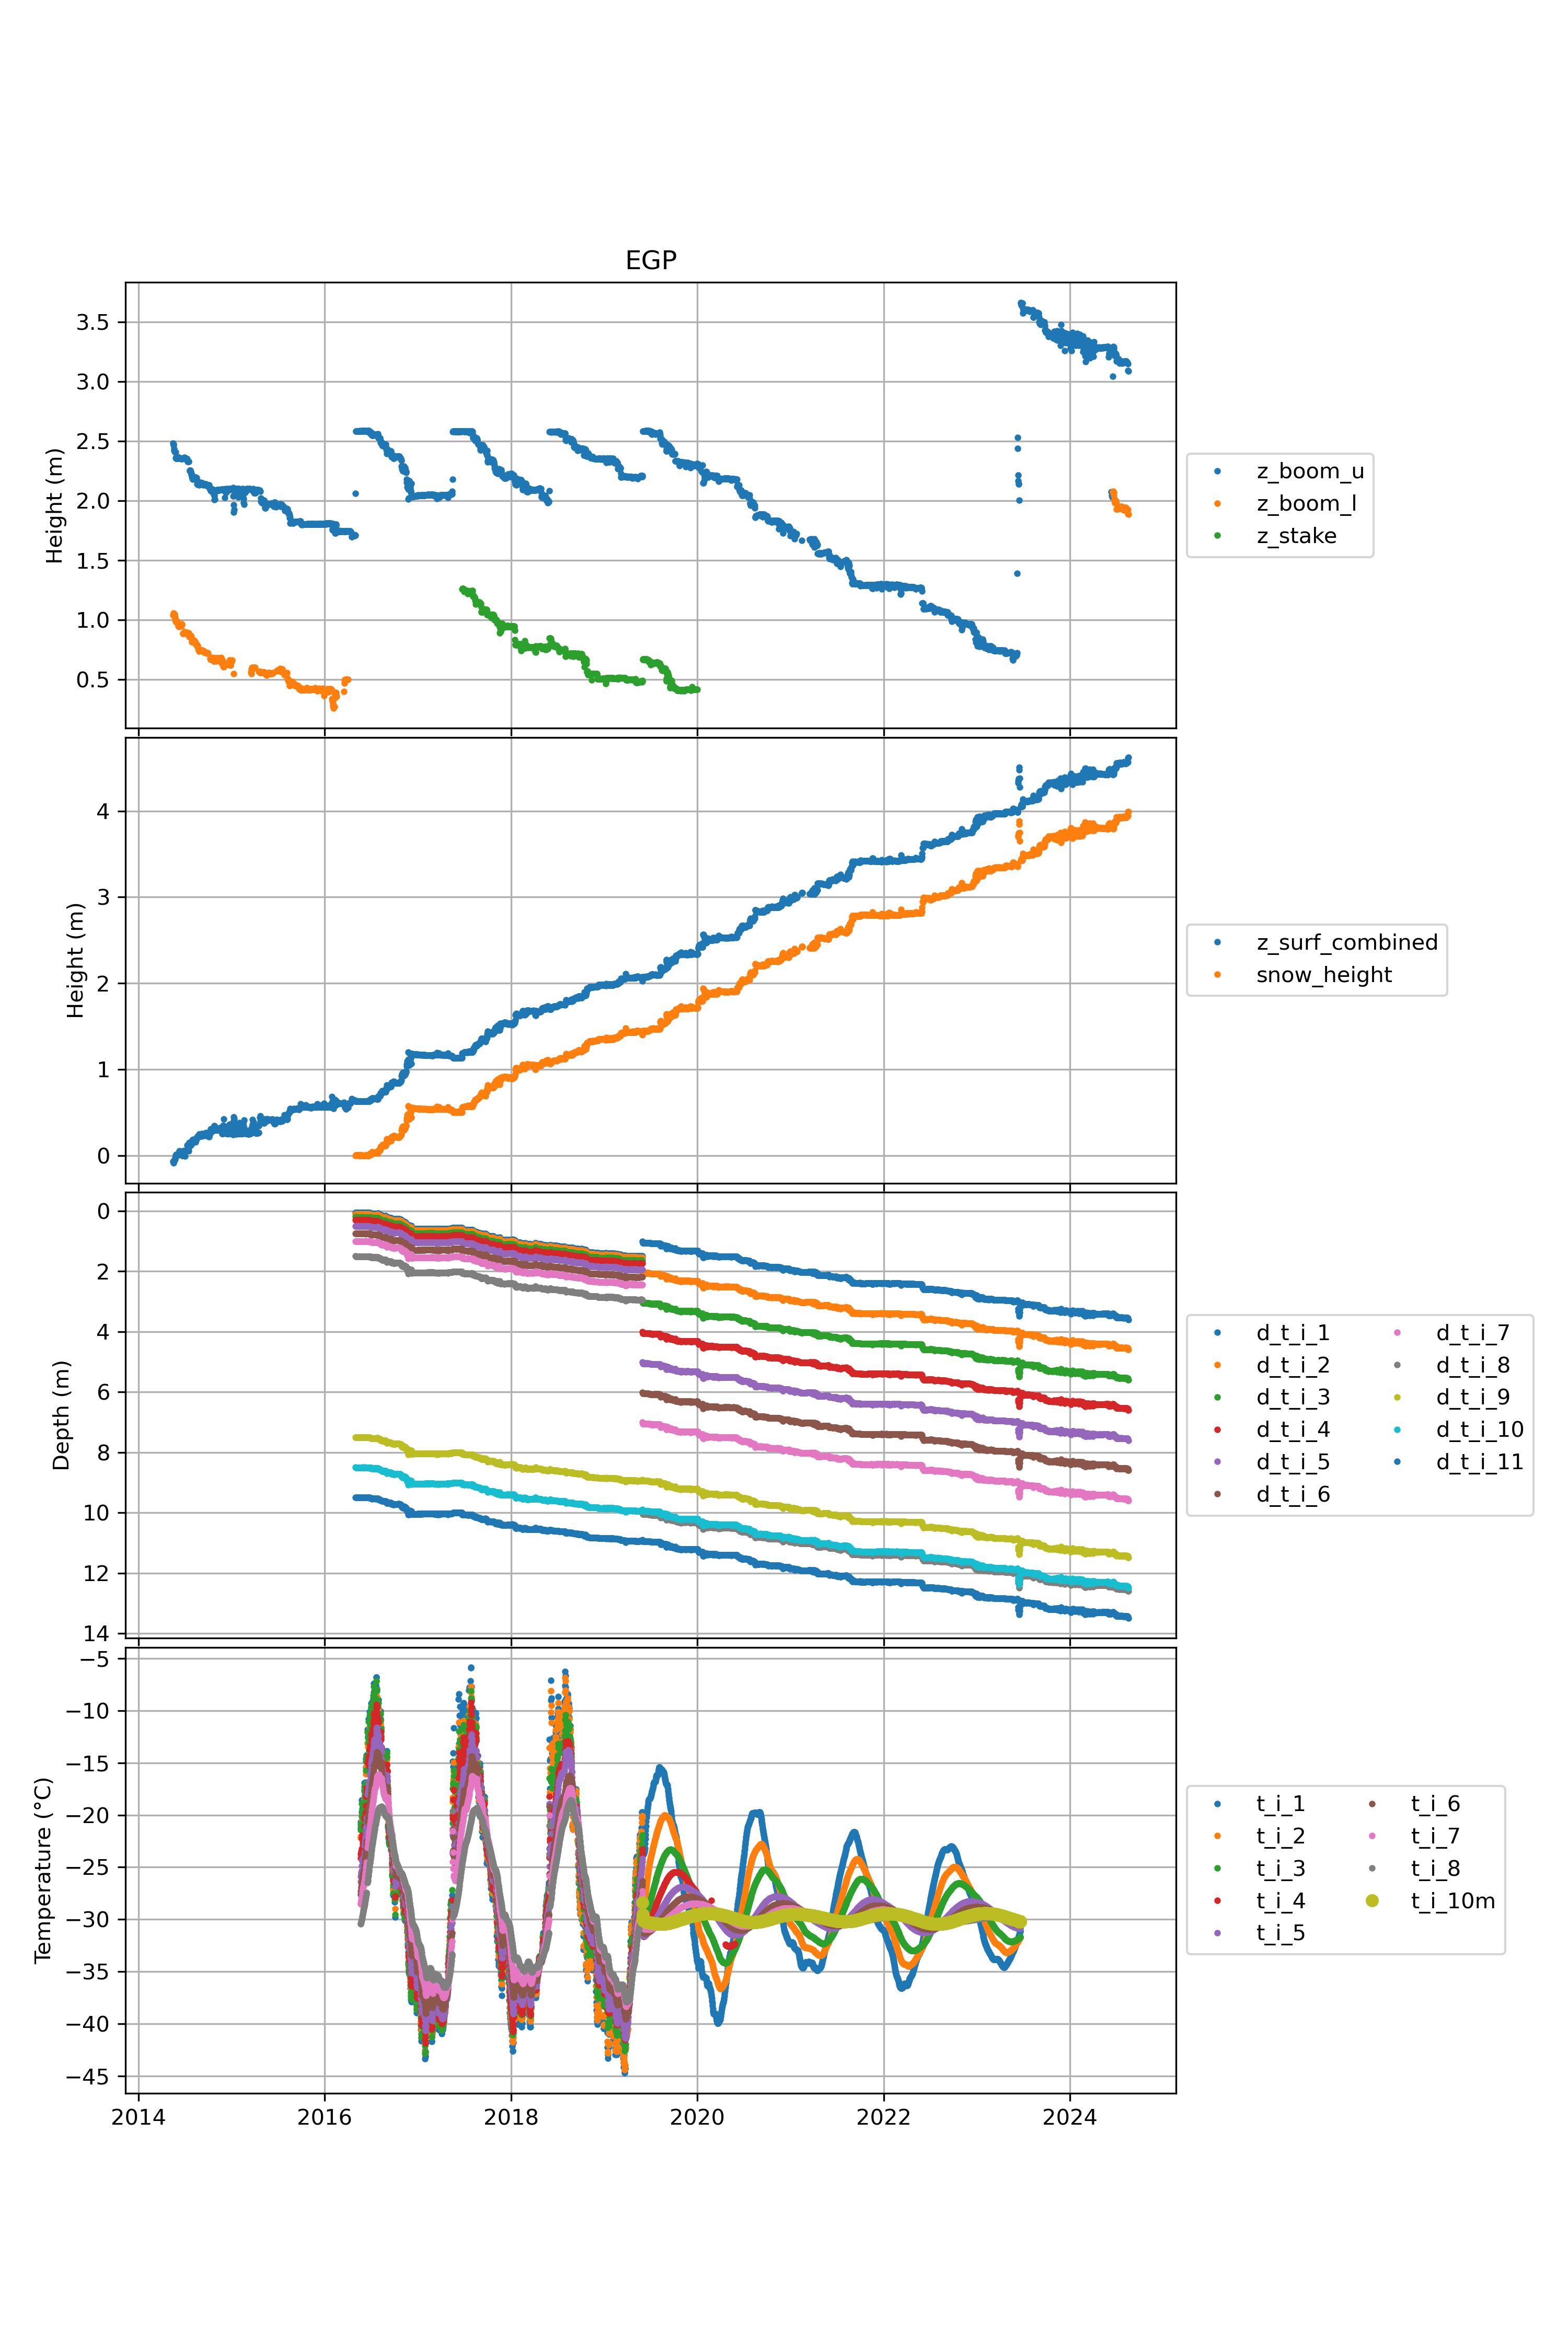 EGP
3.5
3.0
2.5
2.0
1.5
1.0
0.5
Height (m)
z_boom_u
z_boom_l
z_stake
4
3
2
1
0
Height (m)
z_surf_combined
snow_height
0
2
4
6
8
10
12
14
Depth (m)
d_t_i_1
d_t_i_2
d_t_i_3
d_t_i_4
d_t_i_5
d_t_i_6
d_t_i_7
d_t_i_8
d_t_i_9
d_t_i_10
d_t_i_11
−5
−10
−15
−20
−25
−30
−35
−40
−45
Temperature (°C)
t_i_1
t_i_2
t_i_3
t_i_4
t_i_5
t_i_6
t_i_7
t_i_8
t_i_10m
2014 2016 2018 2020 2022 2024